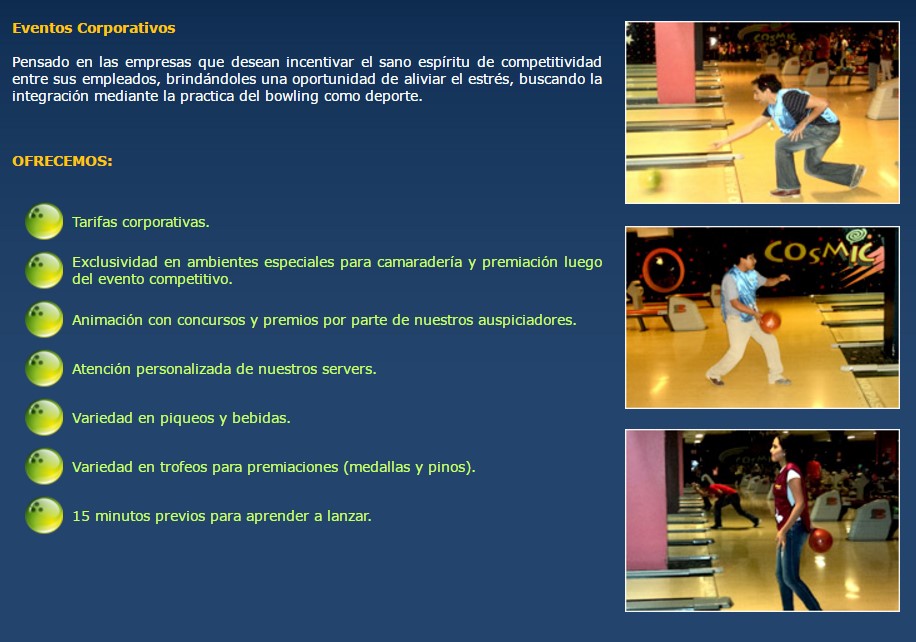 Eventos Corporativos
Pensado en las empresas que desean incentivar el sano espíritu de competitividad
entre sus empleados, brindándoles una oportunidad de aliviar el estrés, buscando la
integración mediante la practica del bowling como deporte.
OFRECEMOS:
Tarifas corporativas.
Exclusividad en ambientes especiales para camaradería y premiación luego
del evento competitivo.
Animación con concursos y premios por parte de nuestros auspiciadores.
Atención personalizada de nuestros servers.
Variedad en piqueos y bebidas.
Variedad en trofeos para premiaciones (medallas y pinos).
15 minutos previos para aprender a lanzar.
COSMIC
COSMIC